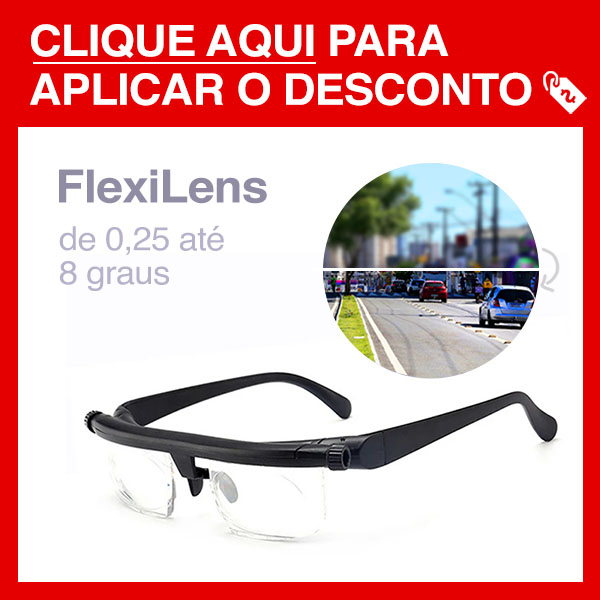 CLIQUE AQUI PARA
APLICAR O DESCONTO
FlexiLens
de 0,25 até
8 graus